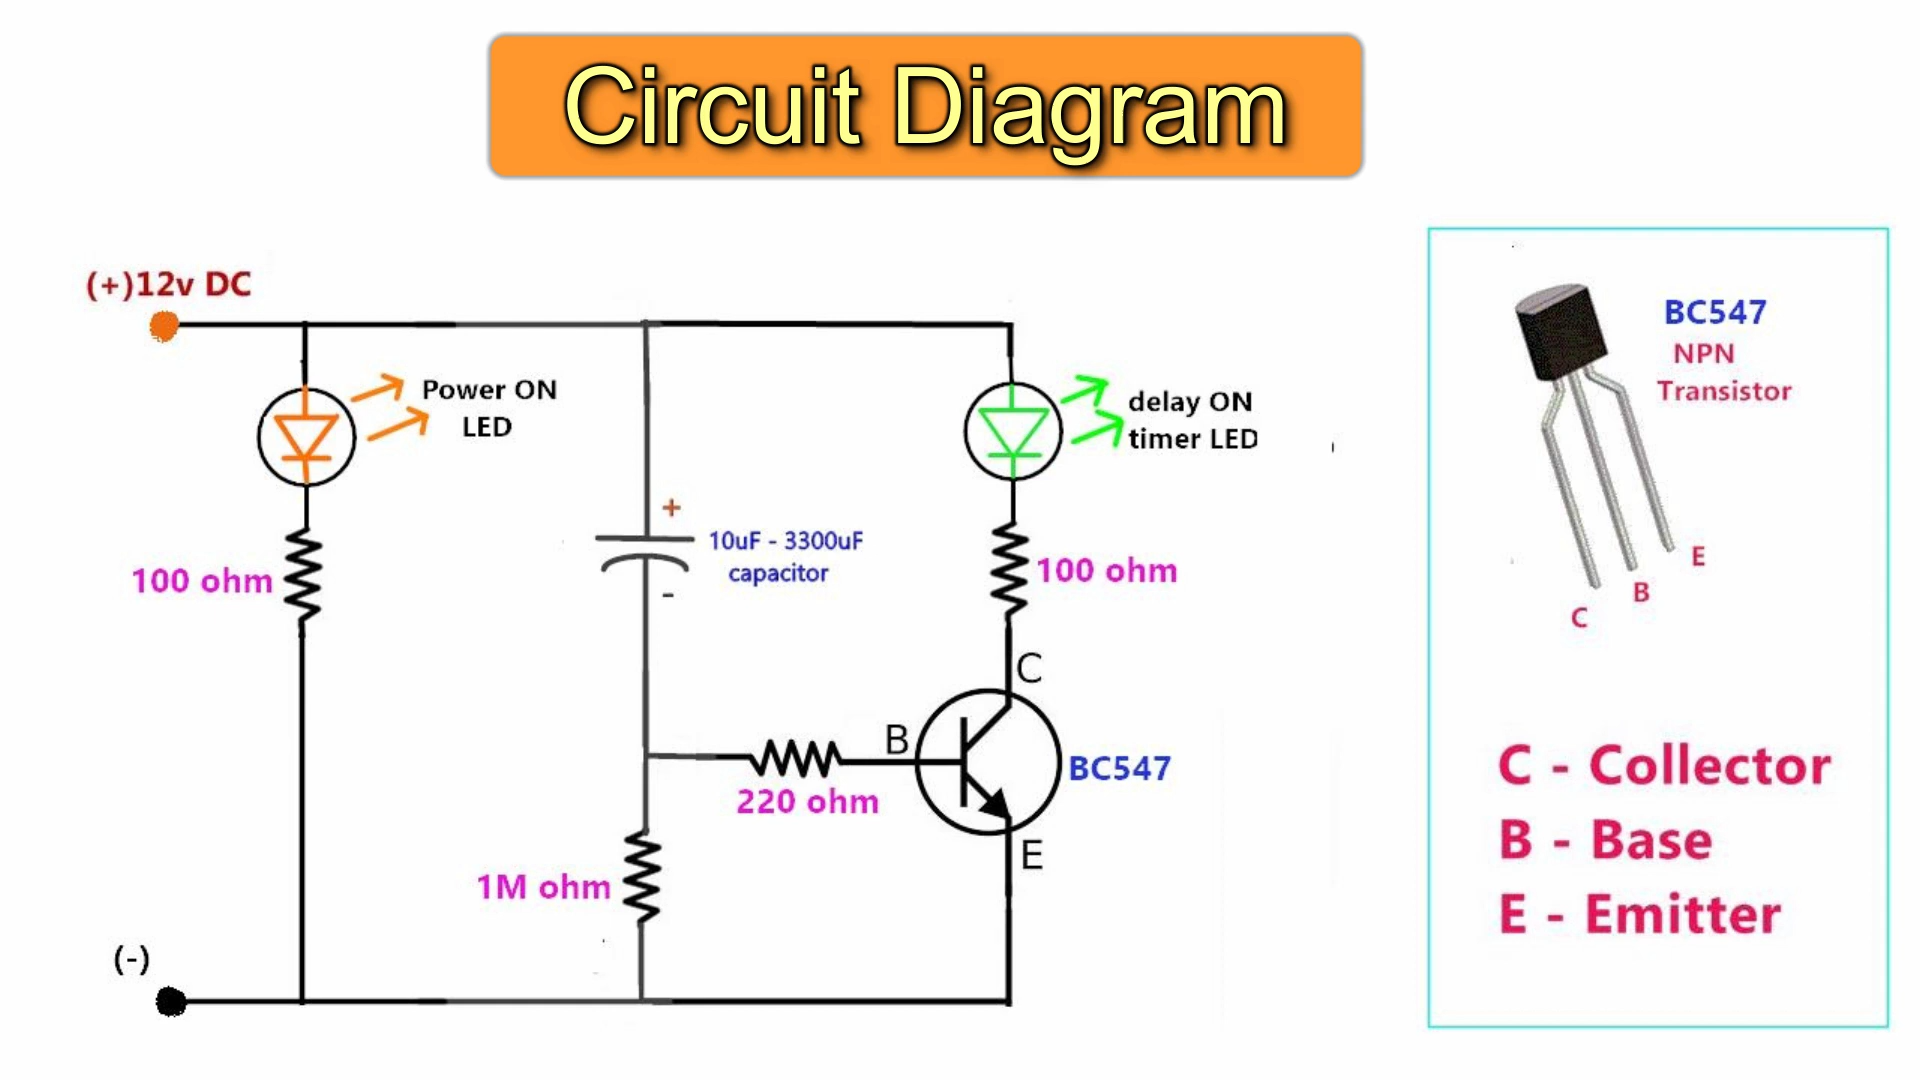 Circuit Diagram
(+)12v DC
Power ON
LED
100 ohm
+
10uF - 3300uF
capacitor
-
delay ON
timer LED
100 ohm
C
B
BC547
220 ohm
E
1M ohm
(-)
BC547
NPN
Transistor
E
B
C
C - Collector
B - Base
E - Emitter